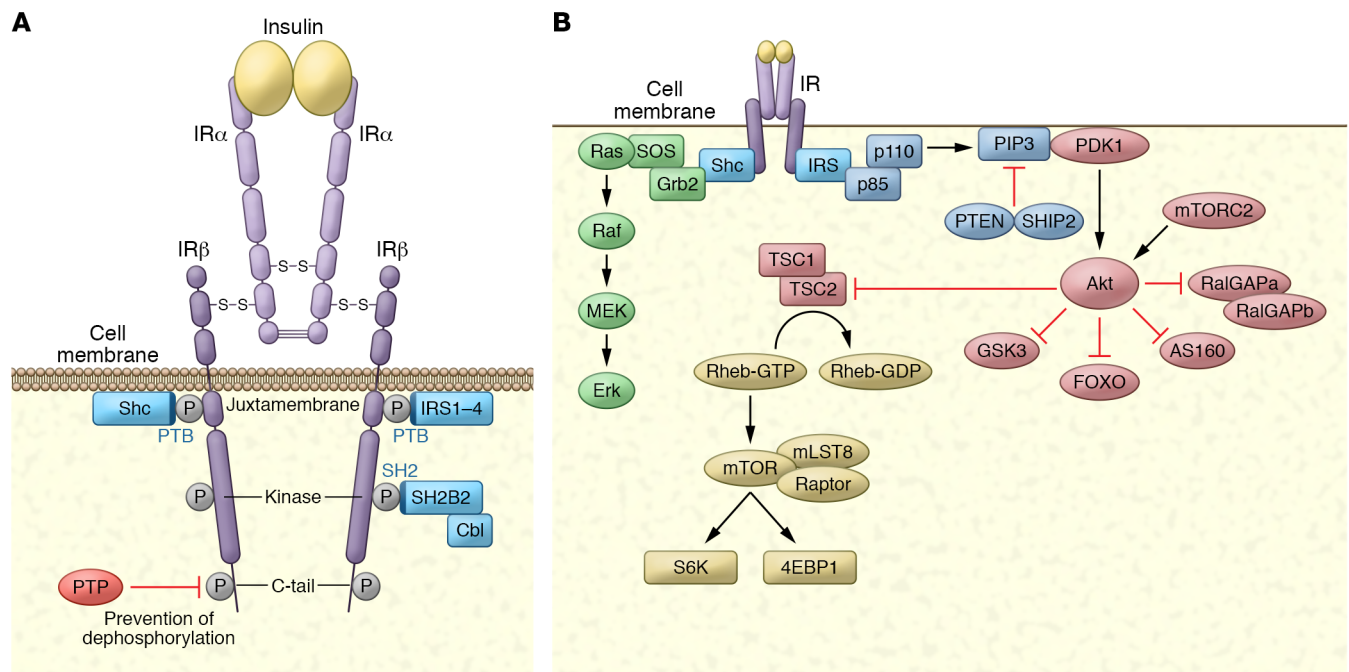 A
Insulin
IRα
IRα
IRβ
IRβ
S
S
S
S
S
S
Cell
membrane
Shc
P
Juxtamembrane
P
IRS1–4
PTB
PTB
SH2
P
Kinase
P
SH2B2
Cbl
PTP
P
C-tail
P
Prevention of
dephosphorylation
B
IR
Cell
membrane
Ras
SOS
Grb2
Shc
IRS
p110
p85
PIP3
PDK1
PTEN
SHIP2
mTORC2
Raf
TSC1
TSC2
Akt
RalGAPa
RalGAPb
MEK
GSK3
FOXO
AS160
Rheb-GTP
Rheb-GDP
Erk
mTOR
mLST8
Raptor
S6K
4EBP1